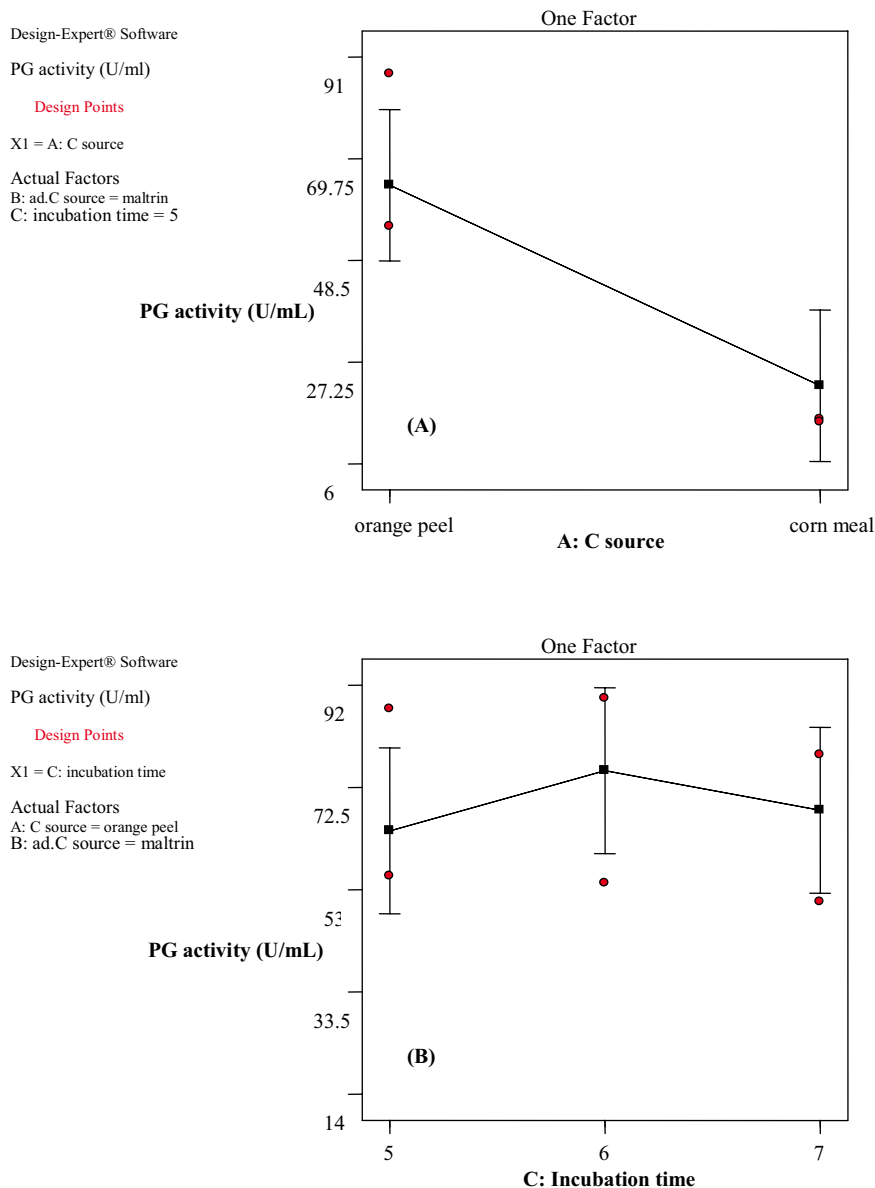 One Factor
Design-Expert® Software
PG activity (U/ml)
Design Points
X1 = A: C source
Actual Factors
B: ad.C source = maltrin
C: incubation time = 5
91
69.75
48.5
27.25
6
PG activity (U/mL)
(A)
orange peel
corn meal
A: C source
One Factor
Design-Expert® Software
PG activity (U/ml)
Design Points
X1 = C: incubation time
Actual Factors
A: C source = orange peel
B: ad.C source = maltrin
92
72.5
53
33.5
14
PG activity (U/mL)
(B)
5
6
7
C: Incubation time